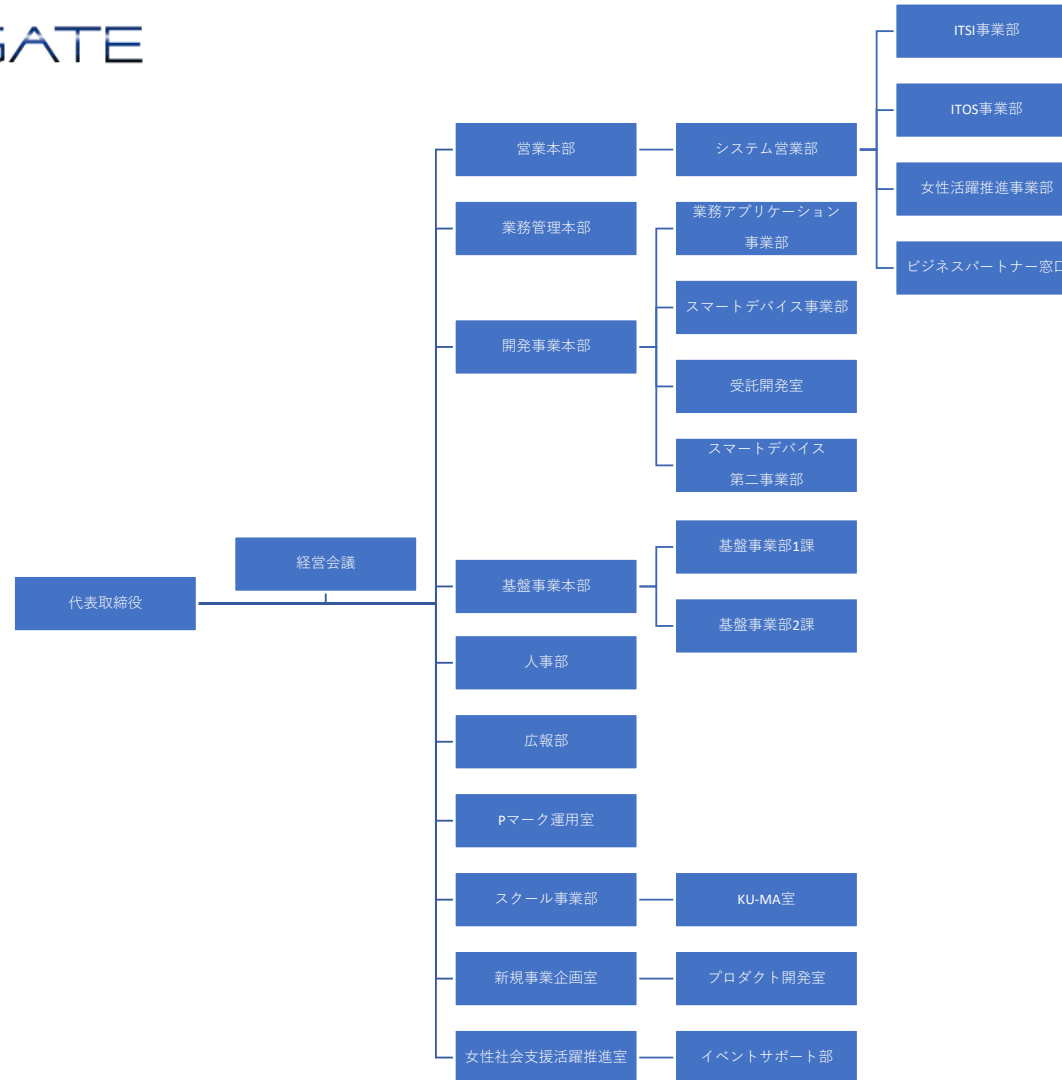 GATE
ITSI事業部
ITOS事業部
営業本部
システム営業部
女性活躍推進事業部
業務管理本部
業務アプリケーション
事業部
ビジネスパートナー窓口
スマートデバイス事業部
開発事業本部
受託開発室
スマートデバイス
第二事業部
基盤事業部1課
経営会議
基盤事業本部
代表取締役
基盤事業部2課
人事部
広報部
Pマーク運用室
スクール事業部
KU-MA室
新規事業企画室
プロダクト開発室
女性社会支援活躍推進室
イベントサポート部